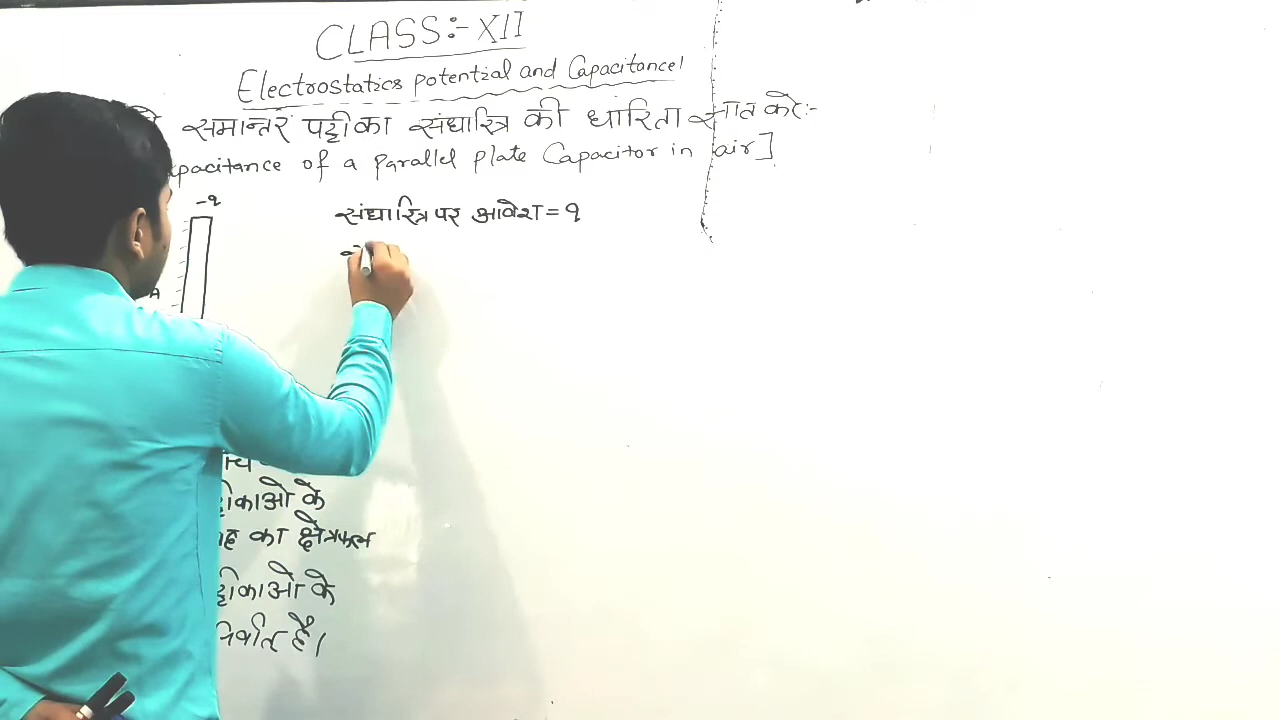 CLASS:- XII
Electrostatics potential and Capacitance
समान्तर पट्टीका संधारित्र की धारिता ज्ञात करे:-
pacitance of a parallel plate Capacitor in air]
-q
संधारित्र पर आवेश = q
A
काओ के
का क्षेत्रफल
काओ के
निर्वात है।